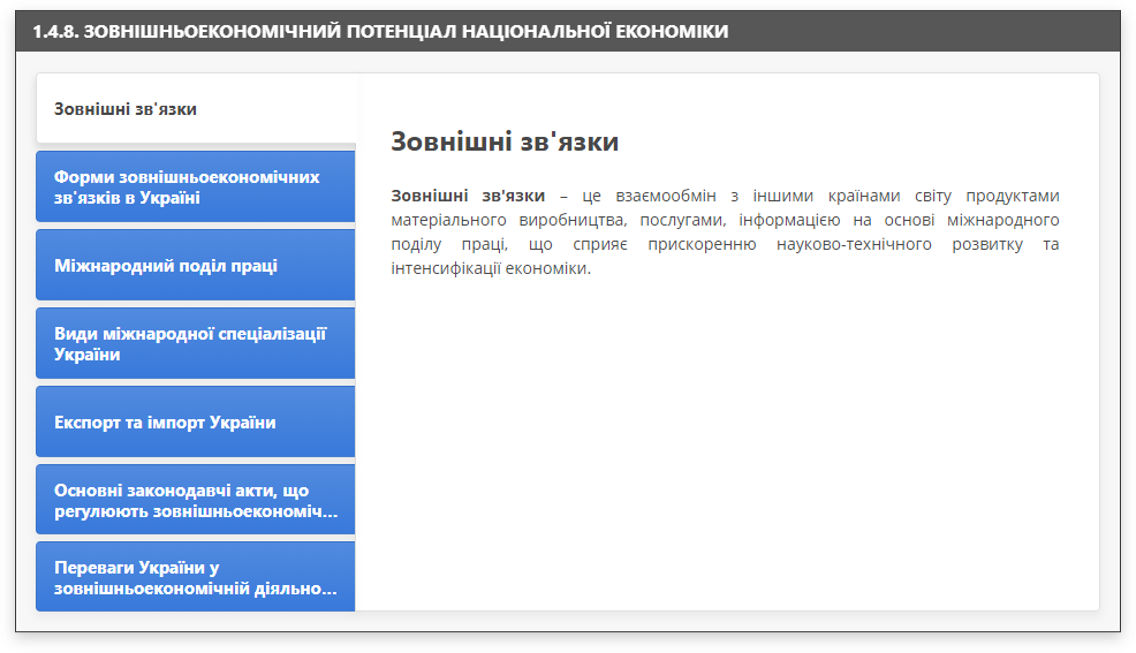 1.4.8. ЗОВНІШНЬОЕКОНОМІЧНИЙ ПОТЕНЦІАЛ НАЦІОНАЛЬНОЇ ЕКОНОМІКИ
Зовнішні зв'язки
Форми зовнішньоекономічних
зв'язків в Україні
Міжнародний поділ праці
Види міжнародної спеціалізації
України
Експорт та імпорт України
Основні законодавчі акти, що
регулюють зовнішньоекономіч...
Переваги України у
зовнішньоекономічній діяльно...
Зовнішні зв'язки
Зовнішні зв'язки – це взаємообмін з іншими країнами світу продуктами
матеріального виробництва, послугами, інформацією на основі міжнародного
поділу праці, що сприяє прискоренню науково-технічного розвитку та
інтенсифікації економіки.